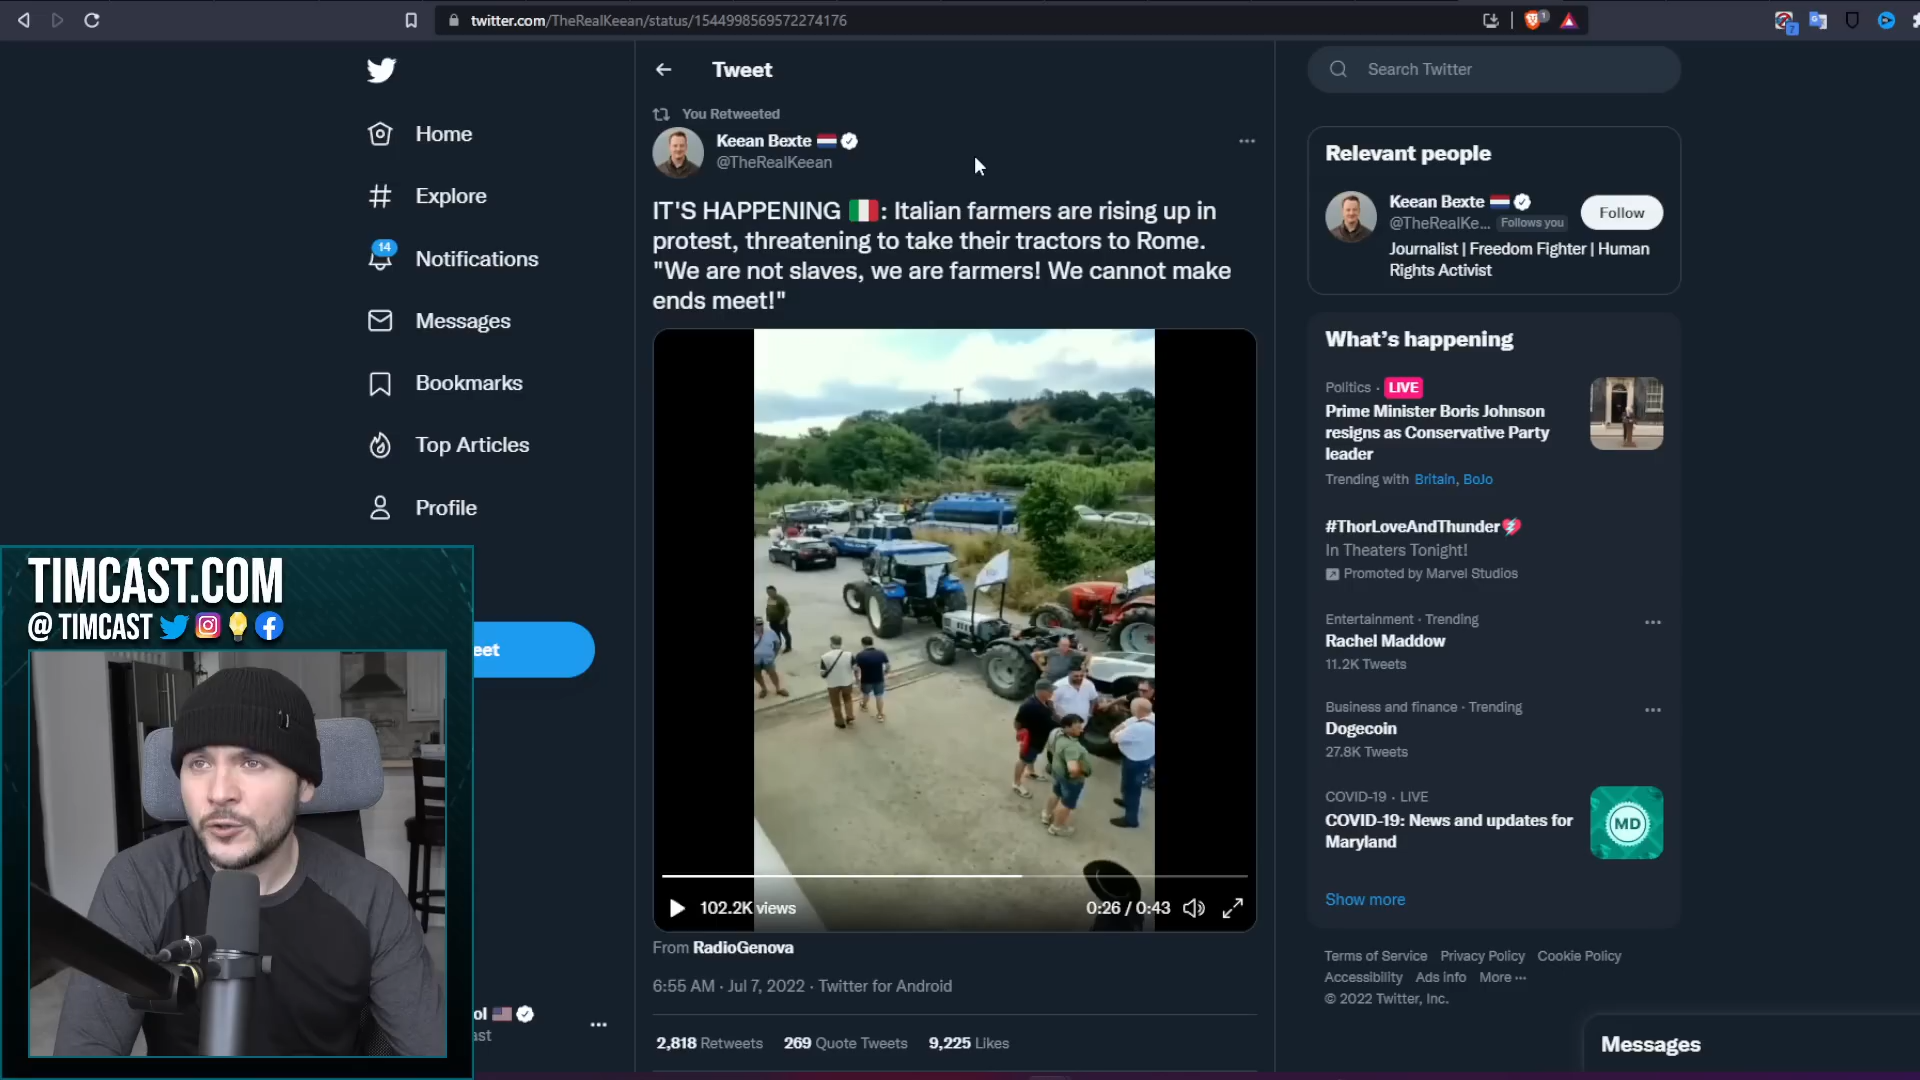 twitter.com/TheRealKeean/status/1544998569572274176
1
7
Home
Explore
14
Notifications
Messages
Bookmarks
Top Articles
Profile
eet
ol
ast
TIMCAST.COM
@ TIMCAST
Tweet
You Retweeted
Keean Bexte
@TheRealKeean
IT'S HAPPENING : Italian farmers are rising up in
protest, threatening to take their tractors to Rome.
"We are not slaves, we are farmers! We cannot make
ends meet!"
102.2K views
0:26 / 0:43
From RadioGenova
6:55 AM · Jul 7, 2022 · Twitter for Android
2,818 Retweets 269 Quote Tweets 9,225 Likes
Search Twitter
Relevant people
Keean Bexte
@TheRealKe... Follows you
Follow
Journalist | Freedom Fighter | Human
Rights Activist
What's happening
Politics · LIVE
Prime Minister Boris Johnson
resigns as Conservative Party
leader
Trending with Britain, BoJo
#ThorLoveAndThunder
In Theaters Tonight!
Promoted by Marvel Studios
Entertainment · Trending
Rachel Maddow
11.2K Tweets
Business and finance · Trending
Dogecoin
27.8K Tweets
COVID-19 · LIVE
COVID-19: News and updates for
Maryland
MD
Show more
Terms of Service Privacy Policy Cookie Policy
Accessibility Ads info More ···
© 2022 Twitter, Inc.
Messages